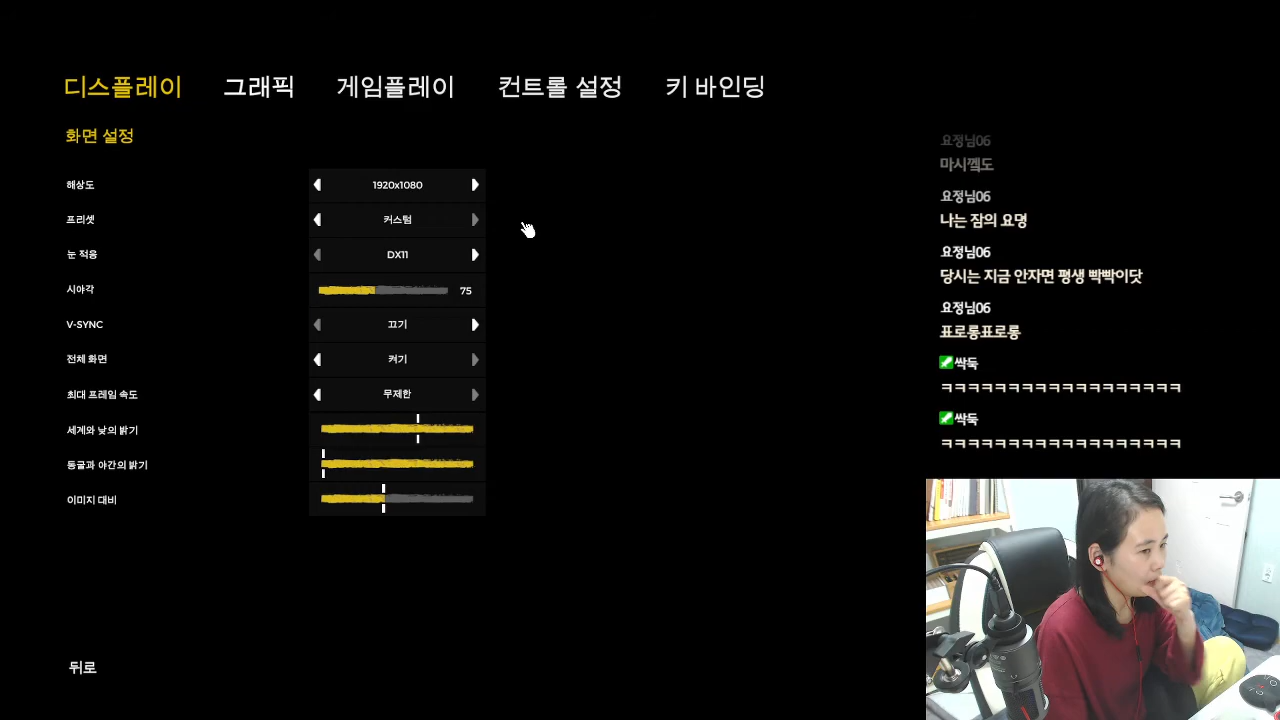 디스플레이 그래픽 게임플레이 컨트롤 설정 키 바인딩
화면 설정
해상도 1920x1080
프리셋 커스텀
눈 적응 DX11
시야각 75
V-SYNC 끄기
전체 화면 켜기
최대 프레임 속도 무제한
세계와 낮의 밝기
동굴과 야간의 밝기
이미지 대비
뒤로
요정님06
요정님06
나는 잠의 요명
요정님06
당시는 지금 안자면 평생 빡빡이닷
요정님06
표로롱표로롱
싹둑
ㅋㅋㅋㅋㅋㅋㅋㅋㅋㅋㅋㅋㅋㅋㅋㅋㅋㅋ
싹둑
ㅋㅋㅋㅋㅋㅋㅋㅋㅋㅋㅋㅋㅋㅋㅋㅋㅋㅋ